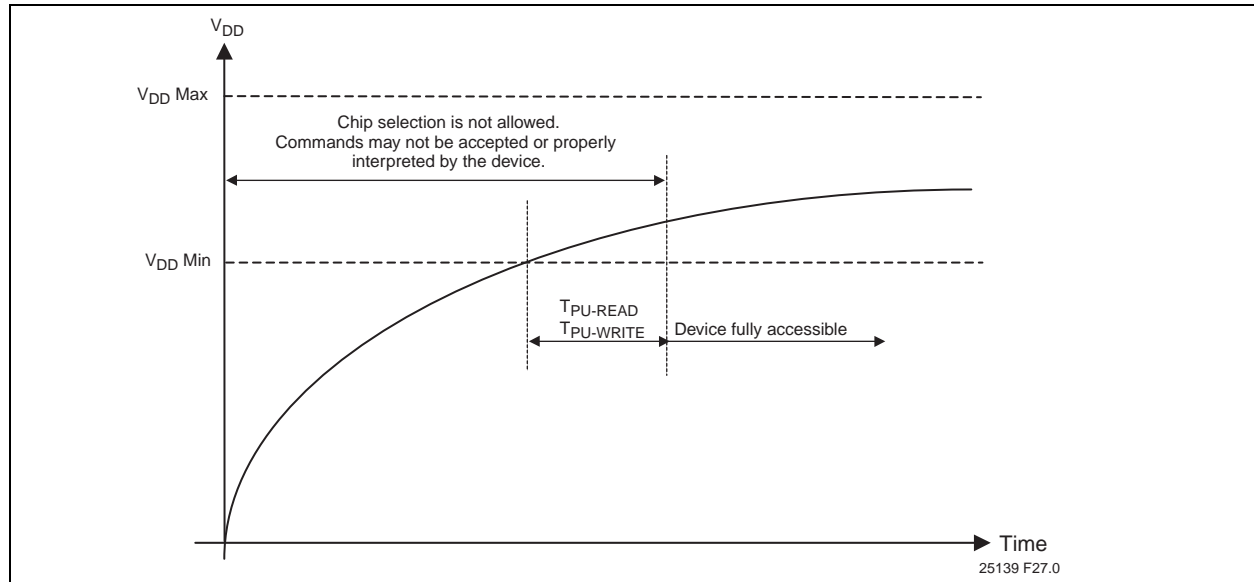 VDD
VDD Max
Chip selection is not allowed.
Commands may not be accepted or properly
interpreted by the device.
VDD Min
TPU-READ
TPU-WRITE
Device fully accessible
Time
25139 F27.0